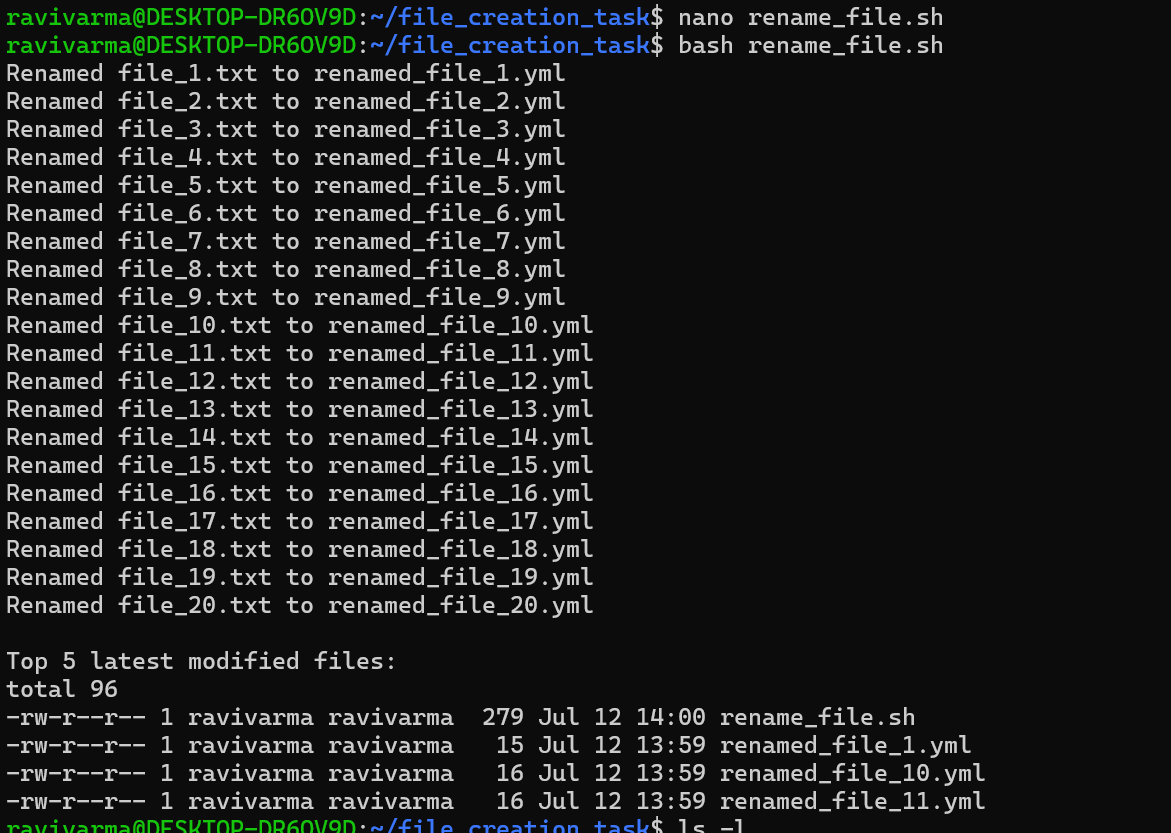 ravivarma@DESKTOP-DR6OV9D:~/file_creation_task$ nano rename_file.sh
ravivarma@DESKTOP-DR6OV9D:~/file_creation_task$ bash rename_file.sh
Renamed file_1.txt to renamed_file_1.yml
Renamed file_2.txt to renamed_file_2.yml
Renamed file_3.txt to renamed_file_3.yml
Renamed file_4.txt to renamed_file_4.yml
Renamed file_5.txt to renamed_file_5.yml
Renamed file_6.txt to renamed_file_6.yml
Renamed file_7.txt to renamed_file_7.yml
Renamed file_8.txt to renamed_file_8.yml
Renamed file_9.txt to renamed_file_9.yml
Renamed file_10.txt to renamed_file_10.yml
Renamed file_11.txt to renamed_file_11.yml
Renamed file_12.txt to renamed_file_12.yml
Renamed file_13.txt to renamed_file_13.yml
Renamed file_14.txt to renamed_file_14.yml
Renamed file_15.txt to renamed_file_15.yml
Renamed file_16.txt to renamed_file_16.yml
Renamed file_17.txt to renamed_file_17.yml
Renamed file_18.txt to renamed_file_18.yml
Renamed file_19.txt to renamed_file_19.yml
Renamed file_20.txt to renamed_file_20.yml
Top 5 latest modified files:
total 96
-rw-r--r-- 1 ravivarma ravivarma  279 Jul 12 14:00 rename_file.sh
-rw-r--r-- 1 ravivarma ravivarma   15 Jul 12 13:59 renamed_file_1.yml
-rw-r--r-- 1 ravivarma ravivarma   16 Jul 12 13:59 renamed_file_10.yml
-rw-r--r-- 1 ravivarma ravivarma   16 Jul 12 13:59 renamed_file_11.yml
ravivarma@DESKTOP-DR6OV9D:~/file_creation_task$ ls -l